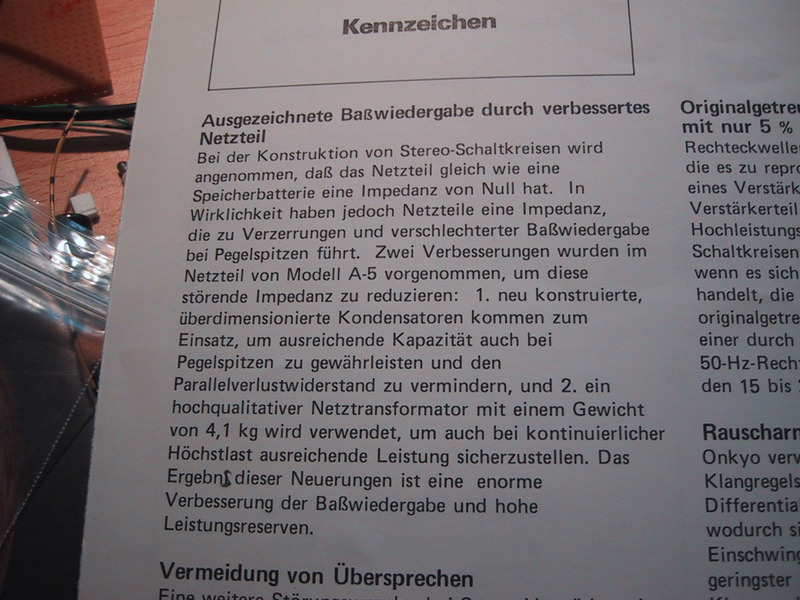 Kennzeichen
Ausgezeichnete Baßwiedergabe durch verbessertes
Netzteil
Bei der Konstruktion von Stereo-Schaltkreisen wird
angenommen, daß das Netzteil gleich wie eine
Speicherbatterie eine Impedanz von Null hat. In
Wirklichkeit haben jedoch Netzteile eine Impedanz,
die zu Verzerrungen und verschlechterter Baßwiedergabe
bei Pegelspitzen führt. Zwei Verbesserungen wurden im
Netzteil von Modell A-5 vorgenommen, um diese
störende Impedanz zu reduzieren: 1. neu konstruierte,
überdimensionierte Kondensatoren kommen zum
Einsatz, um ausreichende Kapazität auch bei
Pegelspitzen zu gewährleisten und den
Parallelverlustwiderstand zu vermindern, und 2. ein
hochqualitativer Netztransformator mit einem Gewicht
von 4,1 kg wird verwendet, um auch bei kontinuierlicher
Höchstlast ausreichende Leistung sicherzustellen. Das
Ergebnis dieser Neuerungen ist eine enorme
Verbesserung der Baßwiedergabe und hohe
Leistungsreserven.
Vermeidung von Übersprechen
Eine weitere
Originalgetreu
mit nur 5 %
Rechteckwellen
die es zu repro
eines Verstärk
Verstärkerteil
Hochleistungs
Schaltkreisen
wenn es sich
handelt, die
originalgetre
einer durch
50-Hz-Recht
den 15 bis
Rauscharm
Onkyo verw
Klangregels
Differentia
wodurch si
Einschwing
geringster